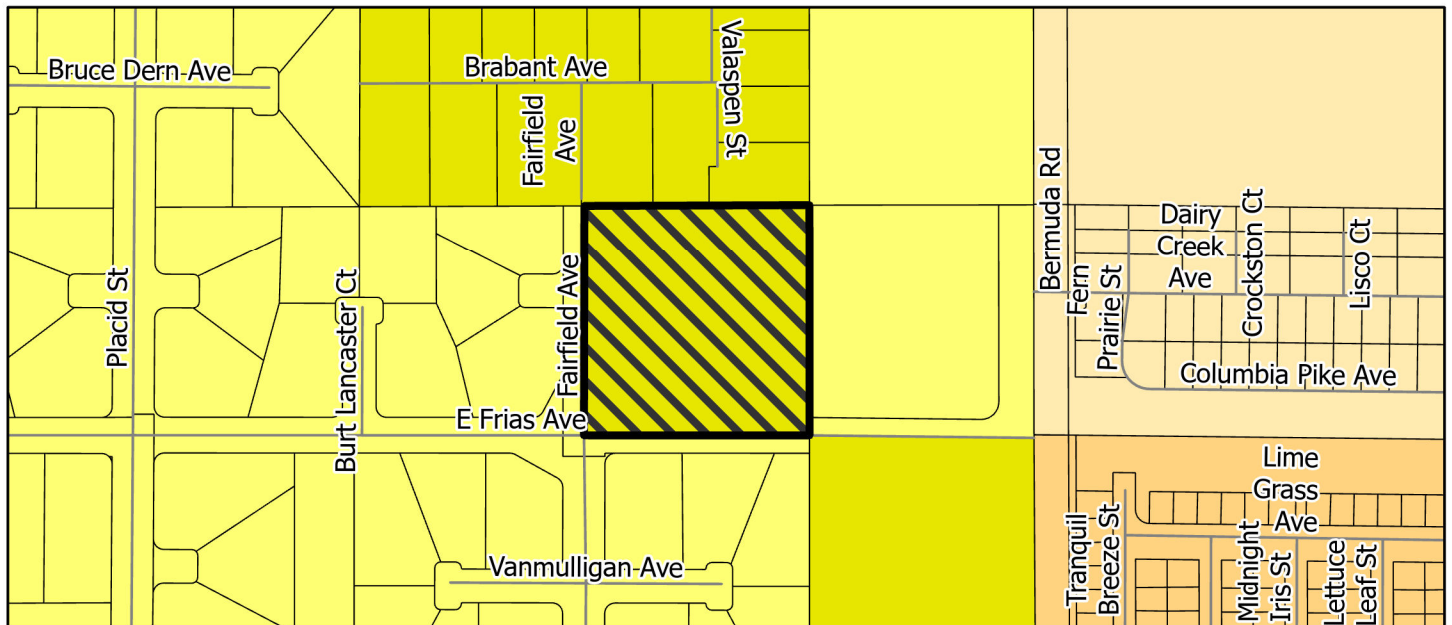 Bruce Dern Ave
Brabant Ave
Valaspen St
Fairfield
Ave
Bermuda Rd
Dairy
Creek
Ave
Crockston Ct
Lisco Ct
Fern
Prairie St
Placid St
Burt Lancaster Ct
Fairfield Ave
Columbia Pike Ave
E Frias Ave
Lime
Grass
Ave
Tranquil
Breeze St
Midnight
Iris St
Lettuce
Leaf St
Vanmulligan Ave